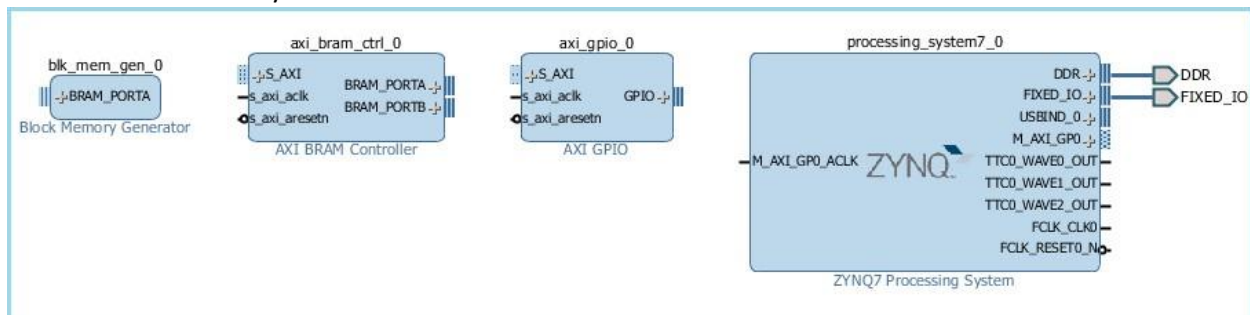 blk_mem_gen_0
BRAM_PORTA
Block Memory Generator
axi_bram_ctrl_0
S_AXI
s_axi_aclk
s_axi_aresetn
BRAM_PORTA
BRAM_PORTB
AXI BRAM Controller
axi_gpio_0
S_AXI
s_axi_aclk
s_axi_aresetn
GPIO
AXI GPIO
processing_system7_0
M_AXI_GP0_ACLK
ZYNQ
DDR
FIXED_IO
USBIND_0
M_AXI_GP0
TTC0_WAVE0_OUT
TTC0_WAVE1_OUT
TTC0_WAVE2_OUT
FCLK_CLK0
FCLK_RESET0_N
ZYNQ7 Processing System
DDR
FIXED_IO